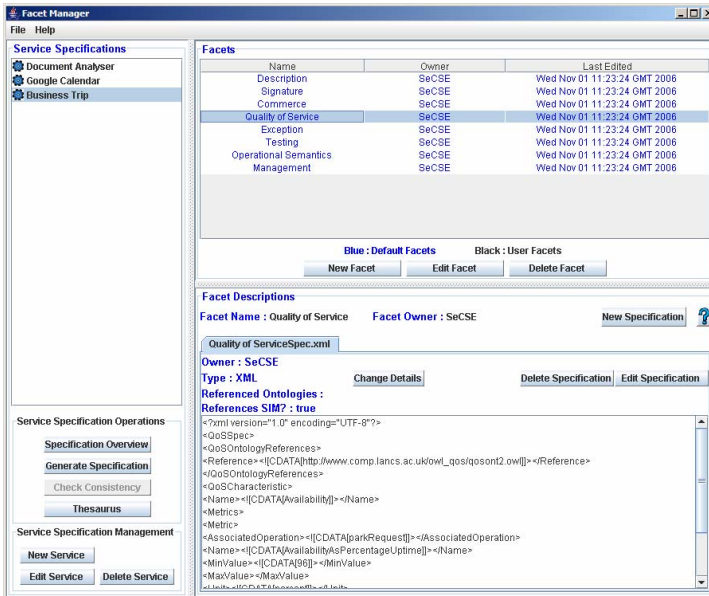 Facet Manager
File Help
Service Specifications
Document Analyser
Google Calendar
Business Trip
Service Specification Operations
Specification Overview
Generate Specification
Check Consistency
Thesaurus
Service Specification Management
New Service
Edit Service Delete Service
Facets
Name Owner Last Edited
Description SeCSE Wed Nov 01 11:23:24 GMT 2006
Signature SeCSE Wed Nov 01 11:23:24 GMT 2006
Commerce SeCSE Wed Nov 01 11:23:24 GMT 2006
Quality of Service SeCSE Wed Nov 01 11:23:24 GMT 2006
Exception SeCSE Wed Nov 01 11:23:24 GMT 2006
Testing SeCSE Wed Nov 01 11:23:24 GMT 2006
Operational Semantics SeCSE Wed Nov 01 11:23:24 GMT 2006
Management SeCSE Wed Nov 01 11:23:24 GMT 2006
Blue : Default Facets Black : User Facets
New Facet Edit Facet Delete Facet
Facet Descriptions
Facet Name : Quality of Service Facet Owner : SeCSE New Specification ?
Quality of ServiceSpec.xml
Owner : SeCSE
Type : XML Change Details Delete Specification Edit Specification
Referenced Ontologies :
References SIM? : true
<?xml version="1.0" encoding="UTF-8"?>
<QoSSpec>
<QoSOntologyReferences>
<Reference><![CDATA[http://www.comp.lancs.ac.uk/owl_qos/qosont2.owl]]></Reference>
</QoSOntologyReferences>
<QoSCharacteristic>
<Name><![CDATA[Availability]]></Name>
<Metrics>
<Metric>
<AssociatedOperation><![CDATA[parkRequest]]></AssociatedOperation>
<Name><![CDATA[AvailabilityAsPercentageUptime]]></Name>
<MinValue><![CDATA[96]]></MinValue>
<MaxValue></MaxValue>
<Unit><![CDATA[percent]]></Unit>